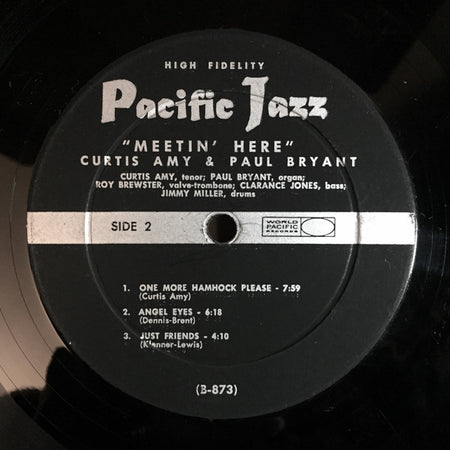 HIGH FIDELITY
Pacific Jazz
"MEETIN' HERE"
CURTIS AMY & PAUL BRYANT
CURTIS AMY, tenor; PAUL BRYANT, organ;
ROY BREWSTER, valve-trombone; CLARANCE JONES, bass;
JIMMY MILLER, drums
SIDE 2
WORLD
PACIFIC
RECORDS
1. ONE MORE HAMHOCK PLEASE - 7:59
(Curtis Amy)
2. ANGEL EYES - 6:18
(Dennis-Brent)
3. JUST FRIENDS - 4:10
(Klenner-Lewis)
(B-873)